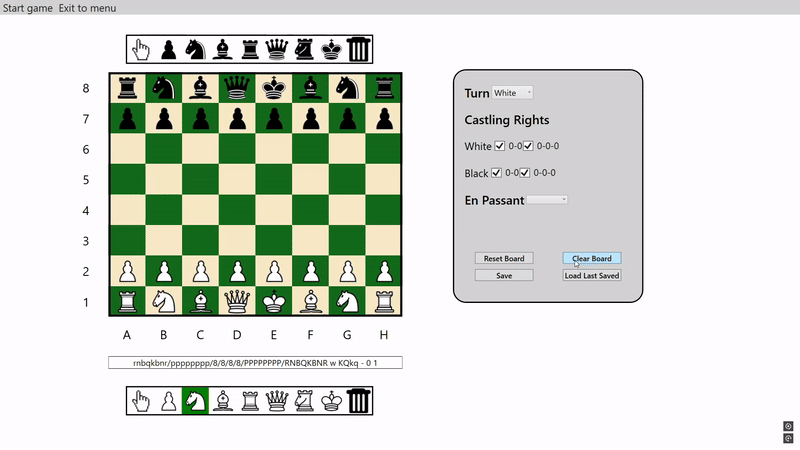 Start game Exit to menu
8
7
6
5
4
3
2
1
A B C D E F G H
rnbqkbnr/pppppppp/8/8/8/8/PPPPPPPP/RNBQKBNR w KQkq - 0 1
Turn White
Castling Rights
White 0-0 0-0-0
Black 0-0 0-0-0
En Passant
Reset Board Clear Board
Save Load Last Saved